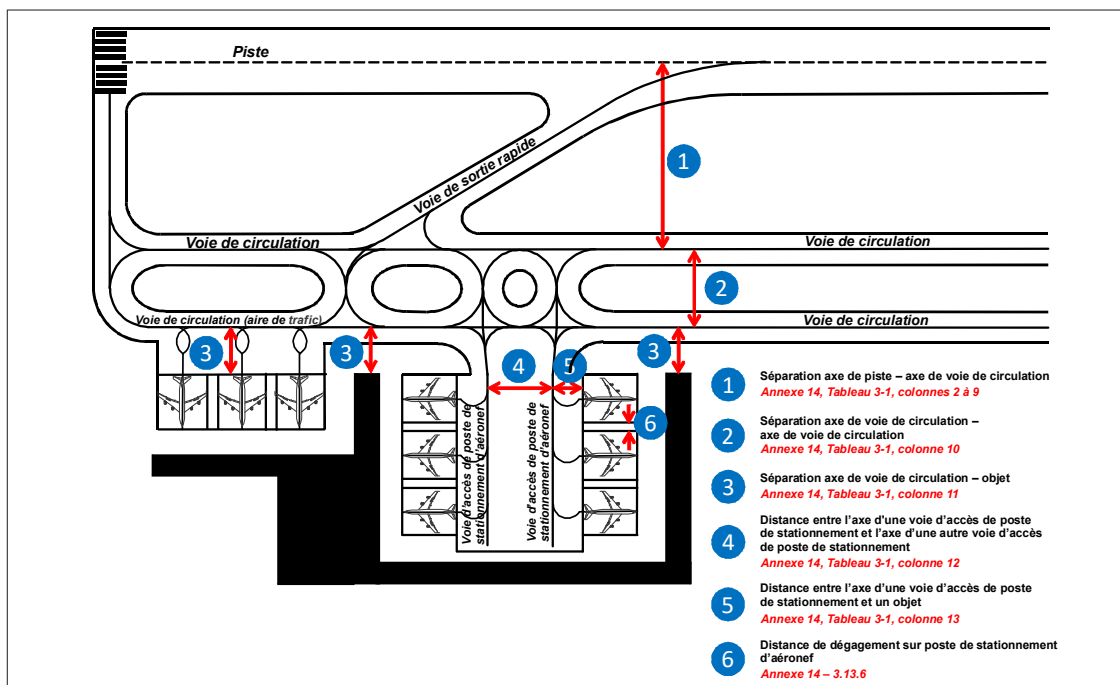 Piste
1
Voie de sortie rapide
Voie de circulation
Voie de circulation
2
Voie de circulation (aire de trafic)
Voie de circulation
3
3
4
5
3
6
Voie d'accès de poste de
stationnement d'aéronef
Voie d'accès de poste de
stationnement d'aéronef
1
Séparation axe de piste – axe de voie de circulation
Annexe 14, Tableau 3-1, colonnes 2 à 9
2
Séparation axe de voie de circulation –
axe de voie de circulation
Annexe 14, Tableau 3-1, colonne 10
3
Séparation axe de voie de circulation – objet
Annexe 14, Tableau 3-1, colonne 11
4
Distance entre l'axe d'une voie d'accès de poste
de stationnement et l'axe d'une autre voie d'accès
de poste de stationnement
Annexe 14, Tableau 3-1, colonne 12
5
Distance entre l'axe d'une voie d'accès de poste
de stationnement et un objet
Annexe 14, Tableau 3-1, colonne 13
6
Distance de dégagement sur poste de stationnement
d'aéronef
Annexe 14 – 3.13.6